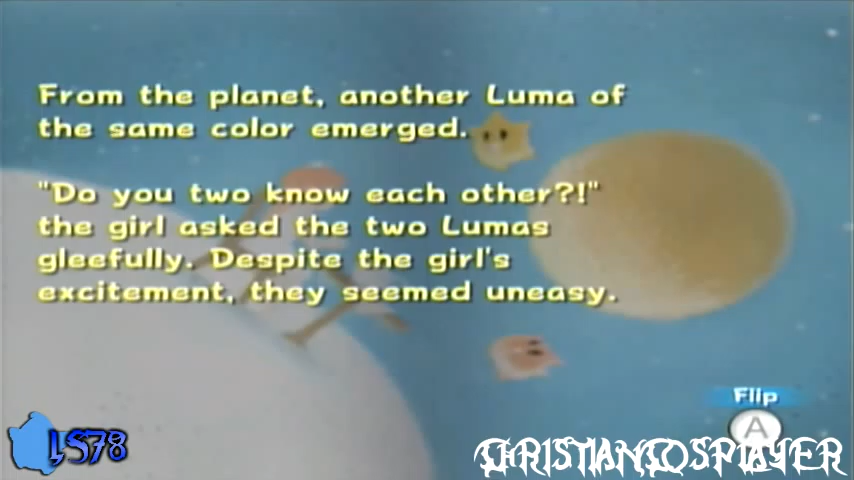 From the planet, another Luma of
the same color emerged.
"Do you two know each other?!"
the girl asked the two Lumas
gleefully. Despite the girl's
excitement, they seemed uneasy.
Flip
A
LS78
CHRISTIANCOSPLAYER